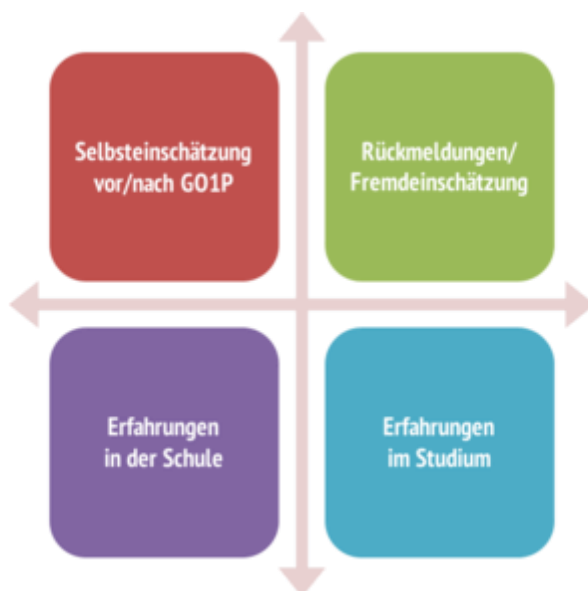 Selbsteinschätzung
vor/nach GO1P
Rückmeldungen/
Fremdeinschätzung
Erfahrungen
in der Schule
Erfahrungen
im Studium